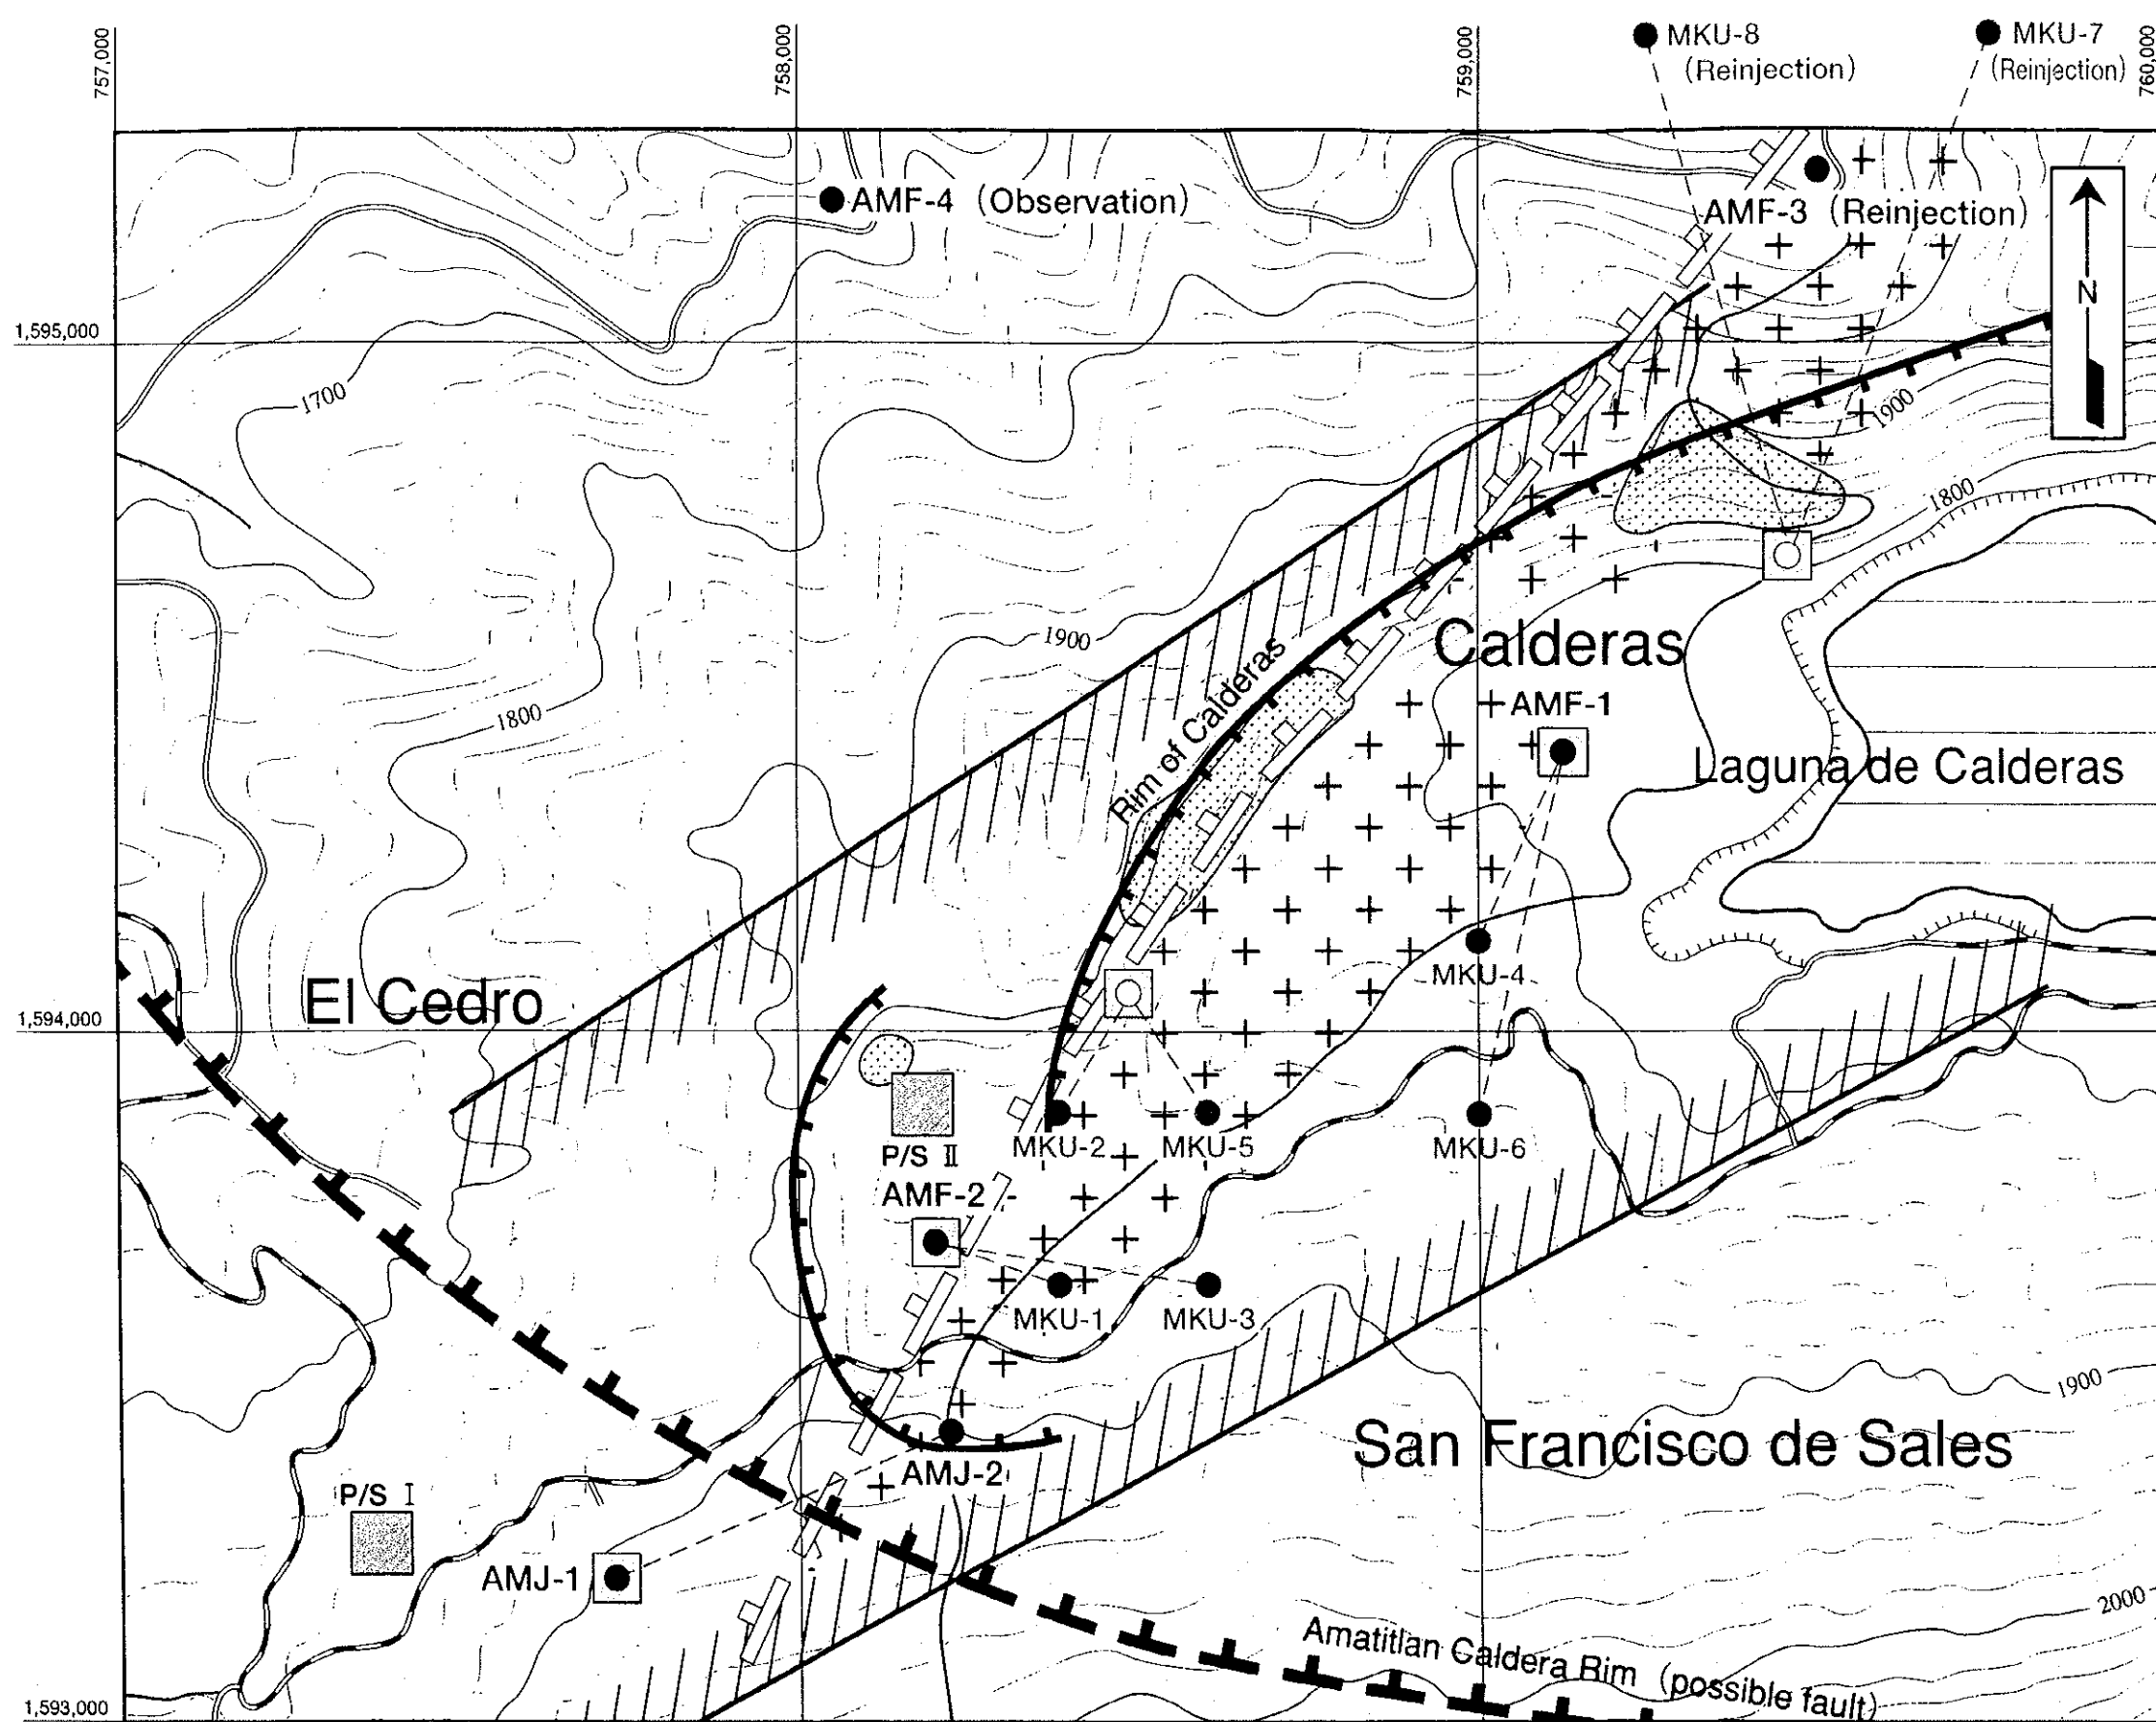 757,000
758,000
759,000
760,000
MKU-8
(Reinjection)
MKU-7
(Reinjection)
AMF-4 (Observation)
AMF-3 (Reinjection)
N
1,595,000
1700
1900
1800
1900
Calderas
Rim of Calderas
AMF-1
1800
Laguna de Calderas
MKU-4
El Cedro
1,594,000
MKU-2
MKU-5
MKU-6
P/S II
AMF-2
MKU-1
MKU-3
1900
San Francisco de Sales
AMJ-2
P/S I
AMJ-1
2000
Amatitlan Caldera Rim (possible fault)
1,593,000